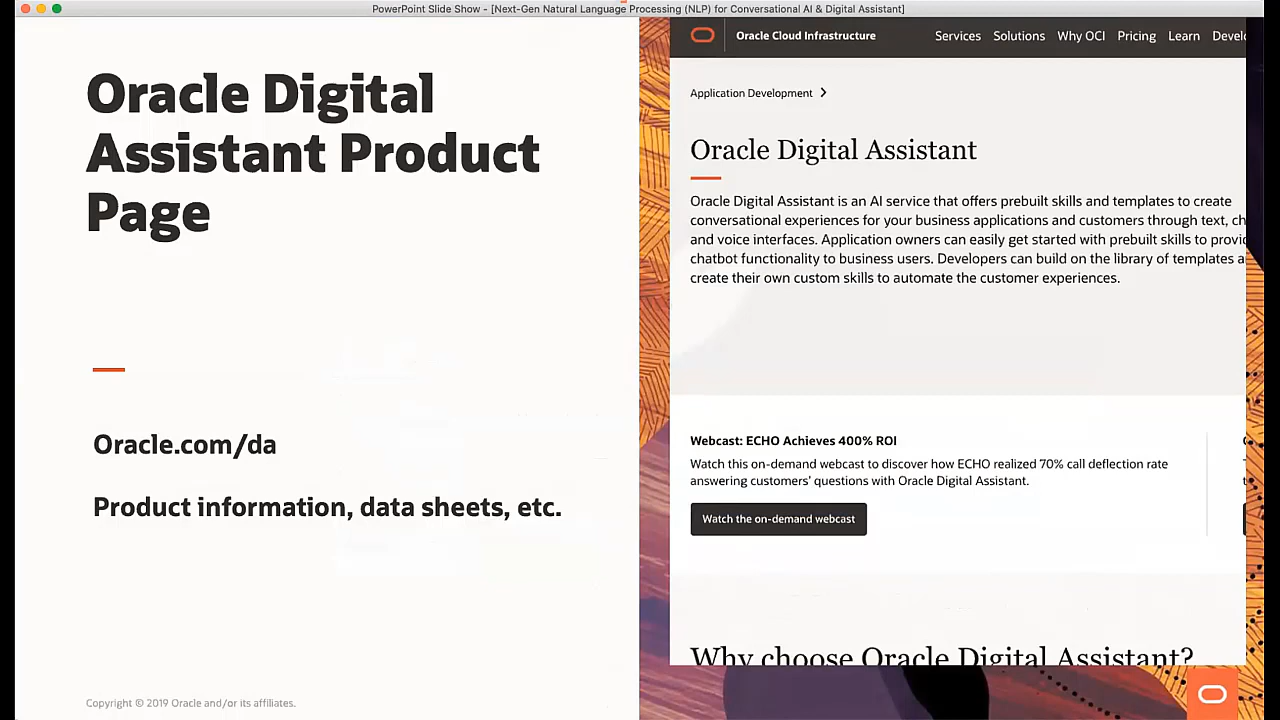 PowerPoint Slide Show - [Next-Gen Natural Language Processing (NLP) for Conversational AI & Digital Assistant]
Oracle Digital
Assistant Product
Page
Oracle.com/da
Product information, data sheets, etc.
Copyright © 2019 Oracle and/or its affiliates.
Oracle Cloud Infrastructure
Services Solutions Why OCI Pricing Learn
Application Development
Oracle Digital Assistant
Oracle Digital Assistant is an AI service that offers prebuilt skills and templates to create
conversational experiences for your business applications and customers through text,
and voice interfaces. Application owners can easily get started with prebuilt skills to
chatbot functionality to business users. Developers can build on the library of templates
create their own custom skills to automate the customer experiences.
Webcast: ECHO Achieves 400% ROI
Watch this on-demand webcast to discover how ECHO realized 70% call deflection rate
answering customers' questions with Oracle Digital Assistant.
Watch the on-demand webcast
Why choose Oracle Digital Assistant?